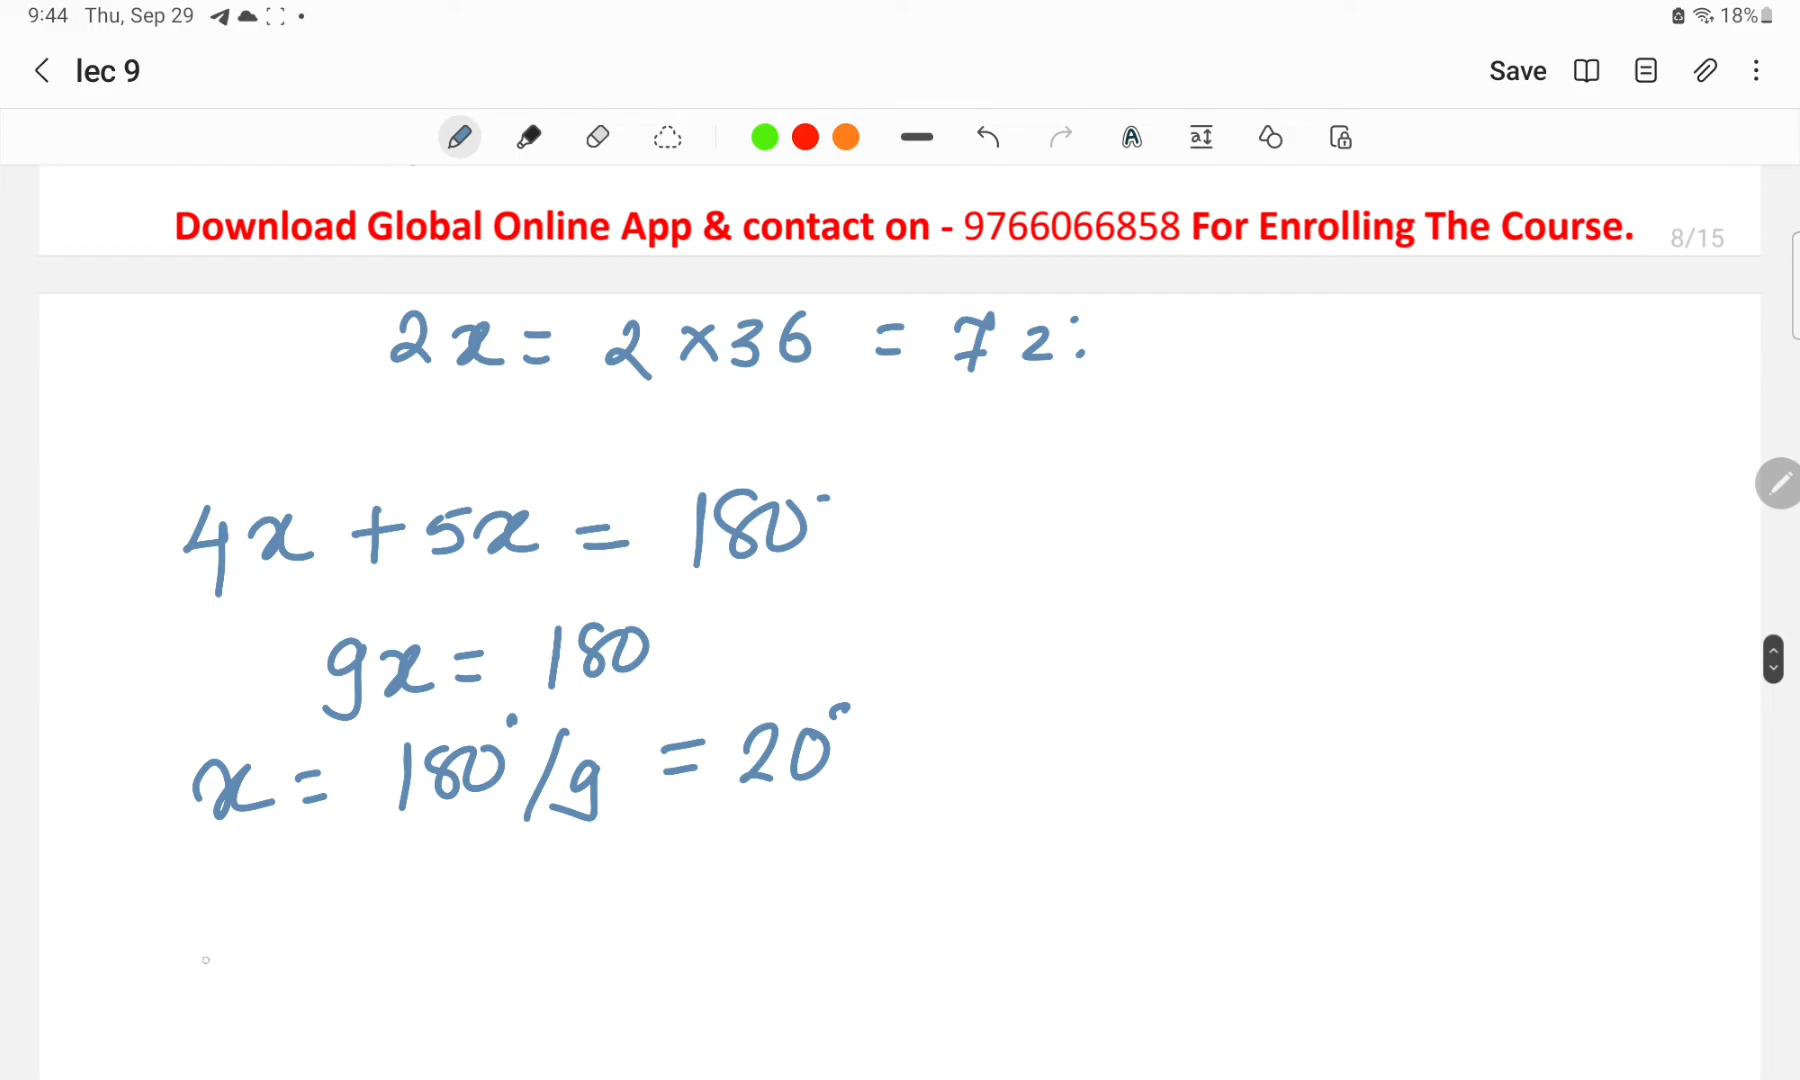 9:44 Thu, Sep 29 18%
lec 9 Save
Download Global Online App & contact on - 9766066858 For Enrolling The Course.
8/15
2x = 2 × 36 = 72°
4x + 5x = 180°
9x = 180
x = 180°/9 = 20°